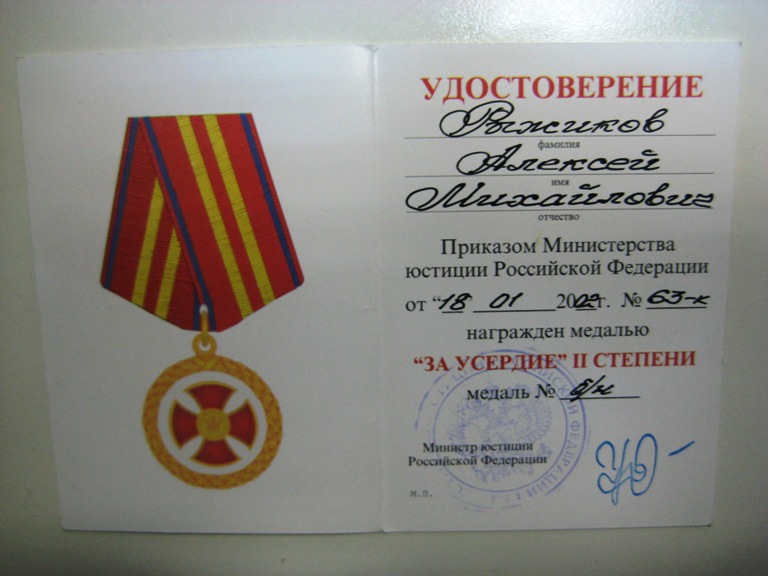 УДОСТОВЕРЕНИЕ
Рыжиков
фамилия
Алексей
имя
Михайлович
отчество
Приказом Министерства
юстиции Российской Федерации
от “18” 01 2002г. № 63-к
награжден медалью
“ЗА УСЕРДИЕ” II СТЕПЕНИ
медаль № б/н
Министр юстиции
Российской Федерации
м.п.